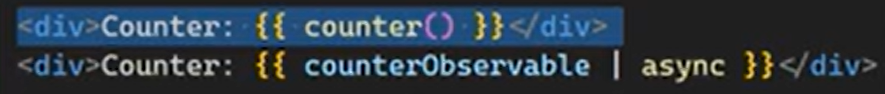 <div>Counter: {{ counter() }}</div>
<div>Counter: {{ counterObservable | async }}</div>